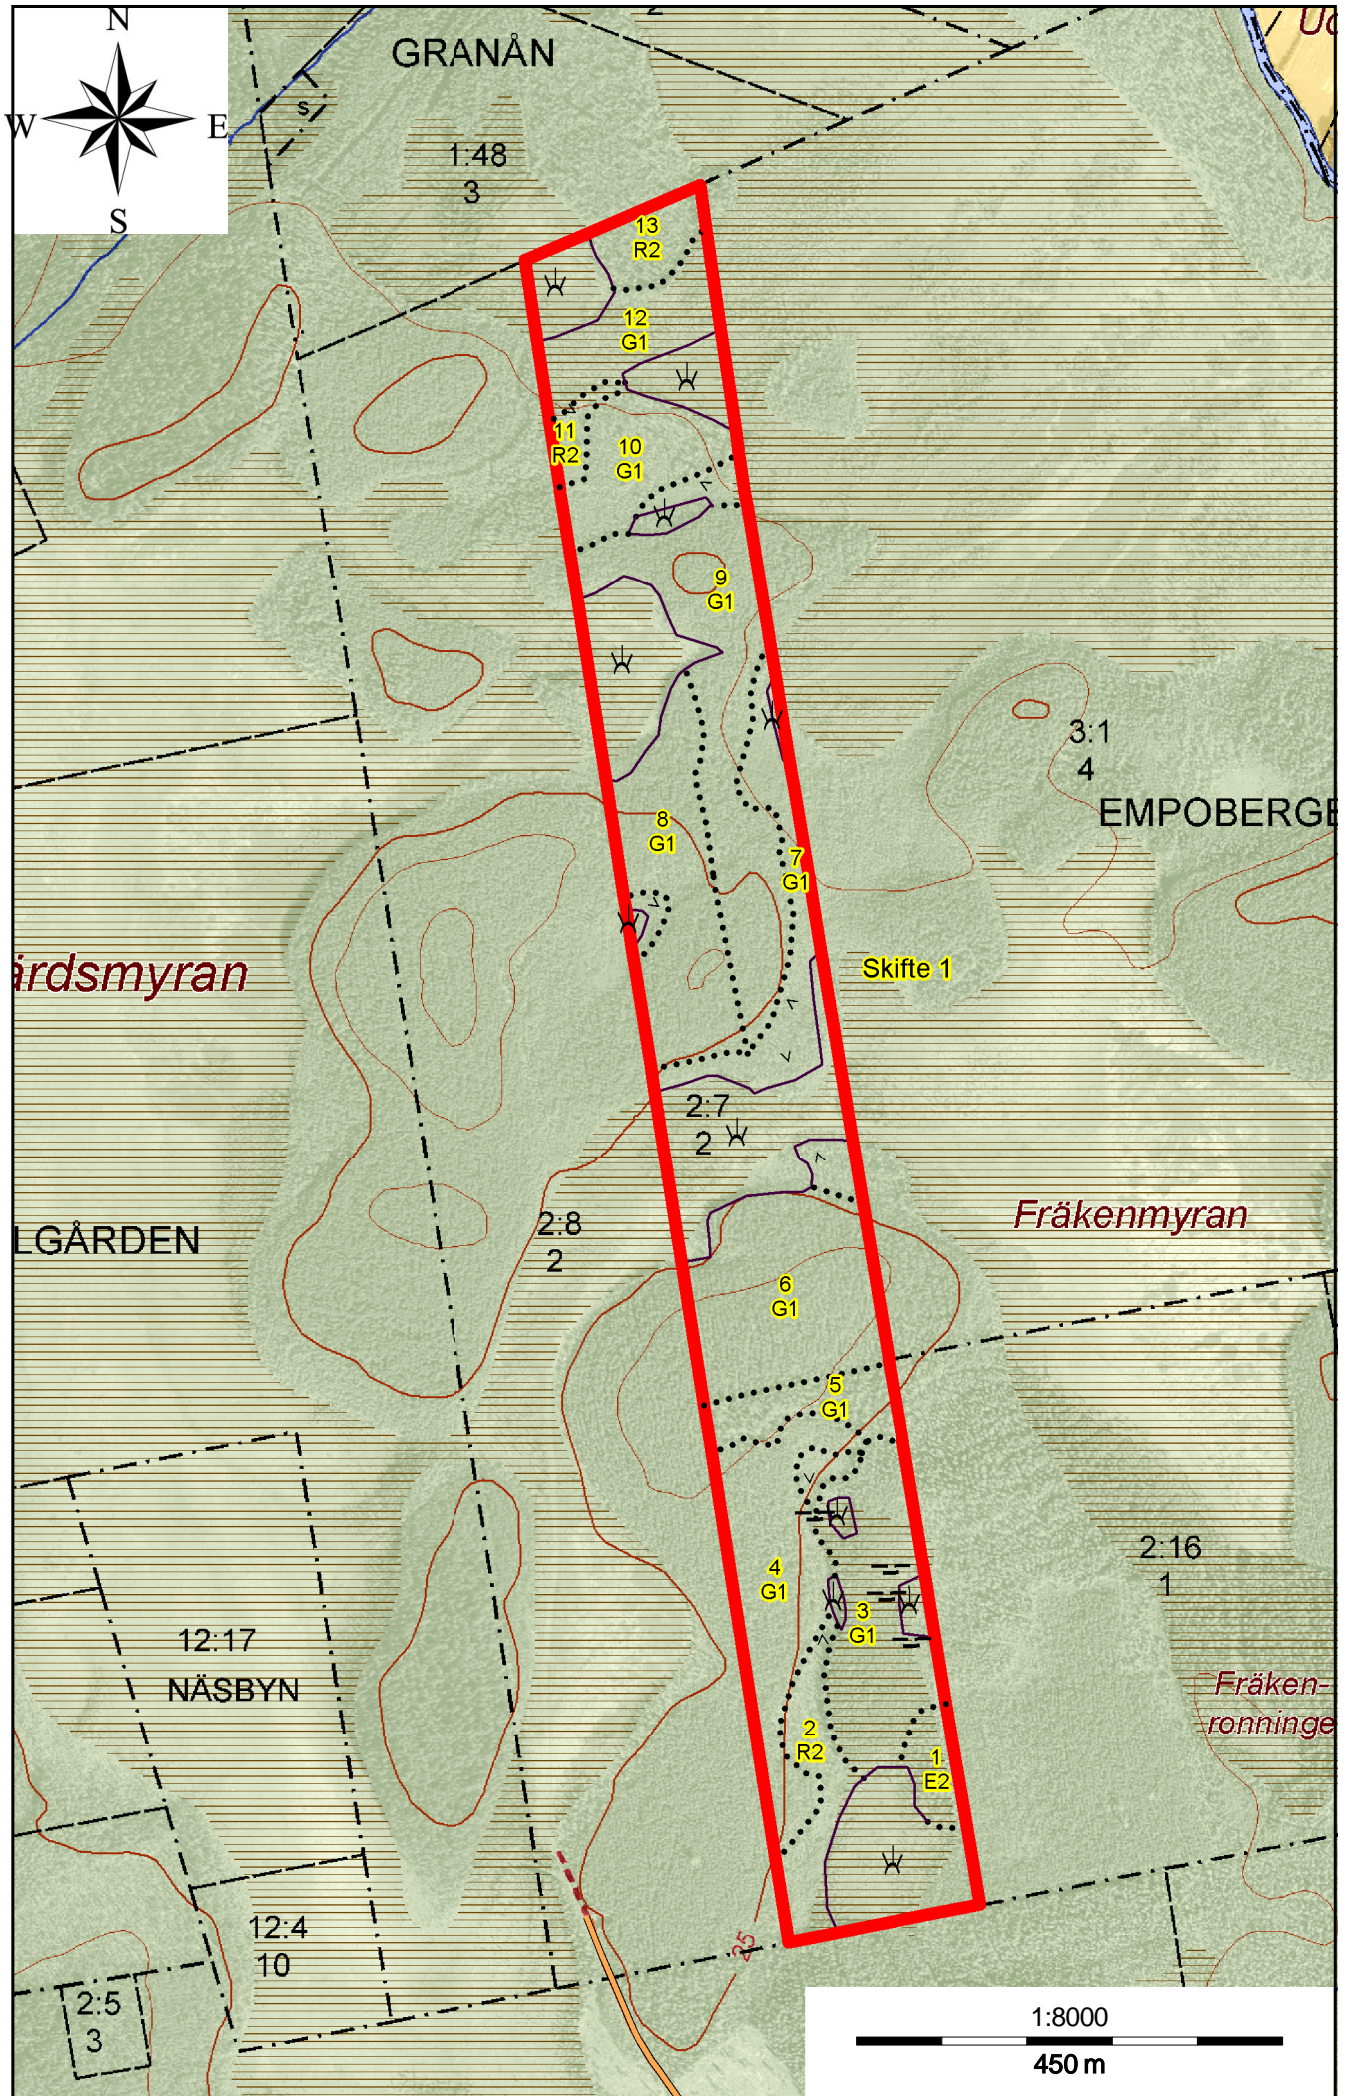 N
W
E
S
GRANÅN
s
1:48
3
13
R2
12
G1
11
R2
10
G1
9
G1
3:1
4
EMPOBERGE
8
G1
7
G1
Skifte 1
ärdsmyran
2:7
2
LGÅRDEN
2:8
2
Fräkenmyran
6
G1
5
G1
4
G1
3
G1
2:16
1
12:17
NÄSBYN
Fräken-
ronninge
2
R2
1
E2
12:4
10
25
2:5
3
1:8000
450 m